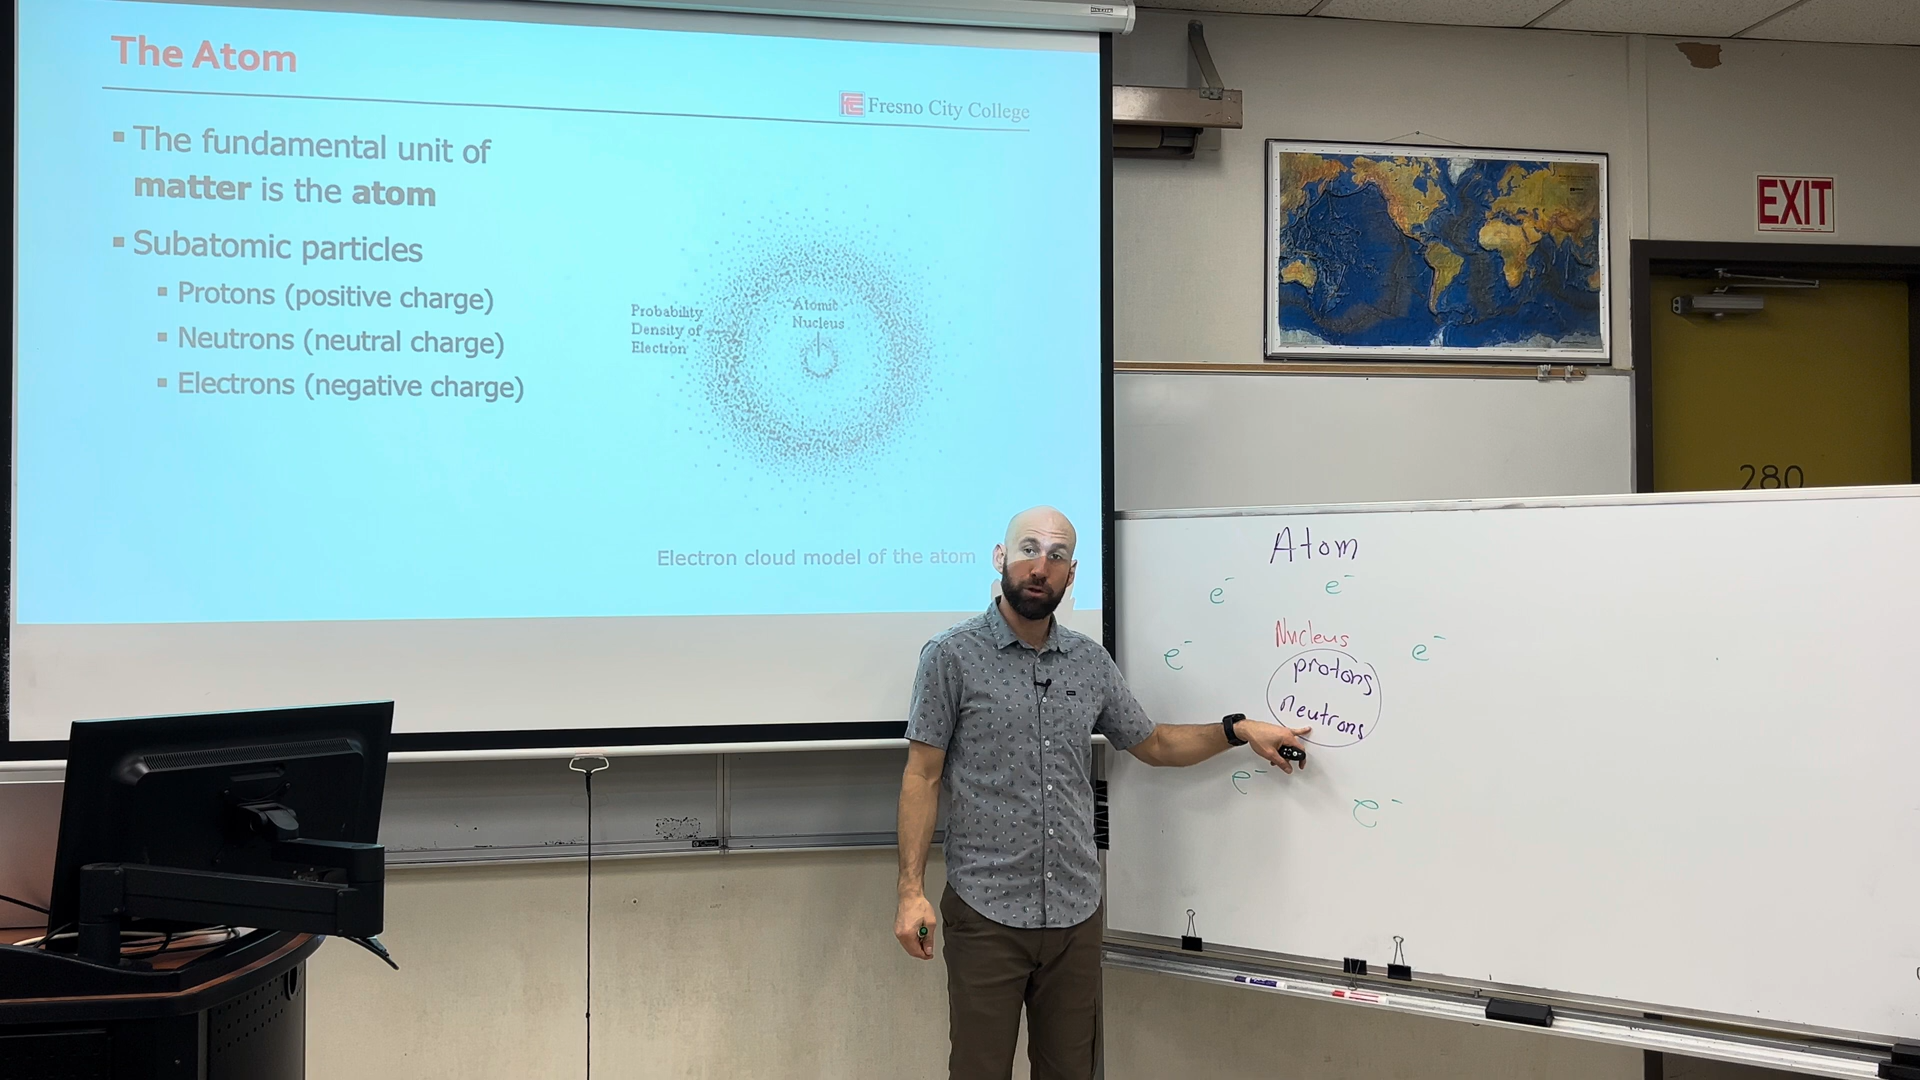 The Atom
Fresno City College
▪ The fundamental unit of
matter is the atom
▪ Subatomic particles
▪ Protons (positive charge)
▪ Neutrons (neutral charge)
▪ Electrons (negative charge)
Probability
Density of
Electron
Atomic
Nucleus
Electron cloud model of the atom
EXIT
280
Atom
e⁻ e⁻
Nucleus
e⁻ e⁻
protons
neutrons
e⁻
e⁻